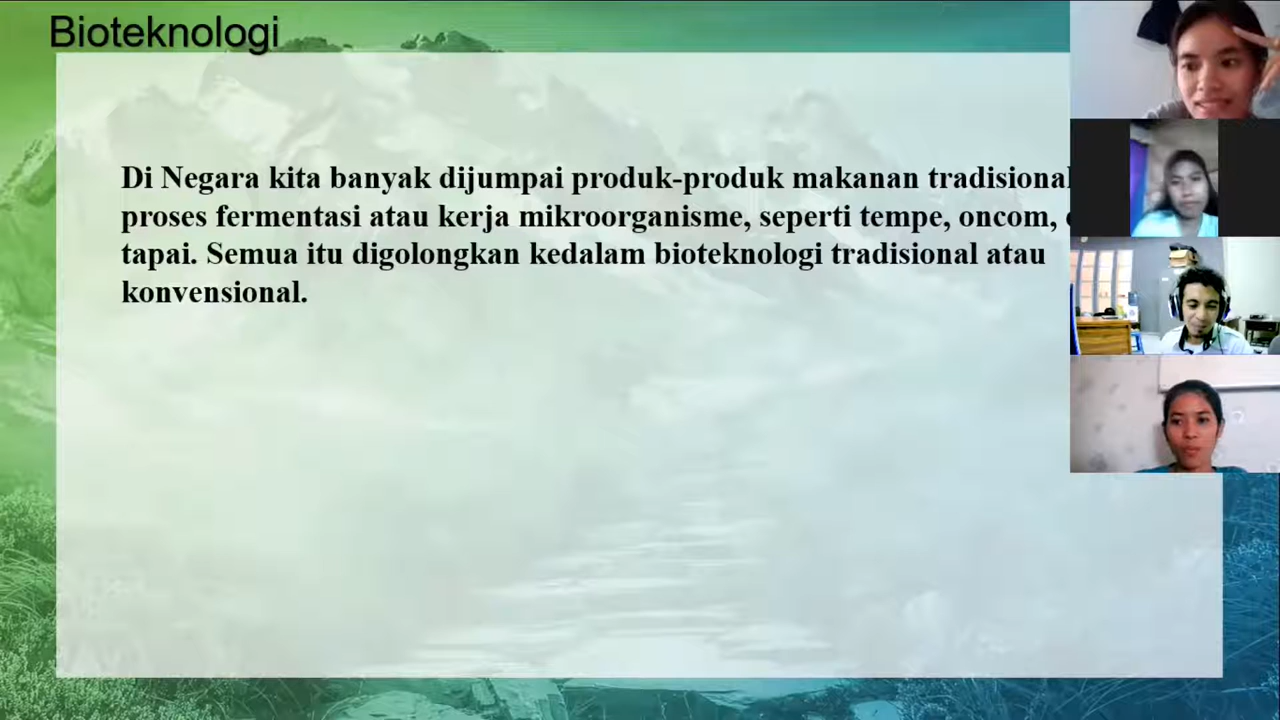 Bioteknologi
Di Negara kita banyak dijumpai produk-produk makanan tradisional
proses fermentasi atau kerja mikroorganisme, seperti tempe, oncom,
tapai. Semua itu digolongkan kedalam bioteknologi tradisional atau
konvensional.